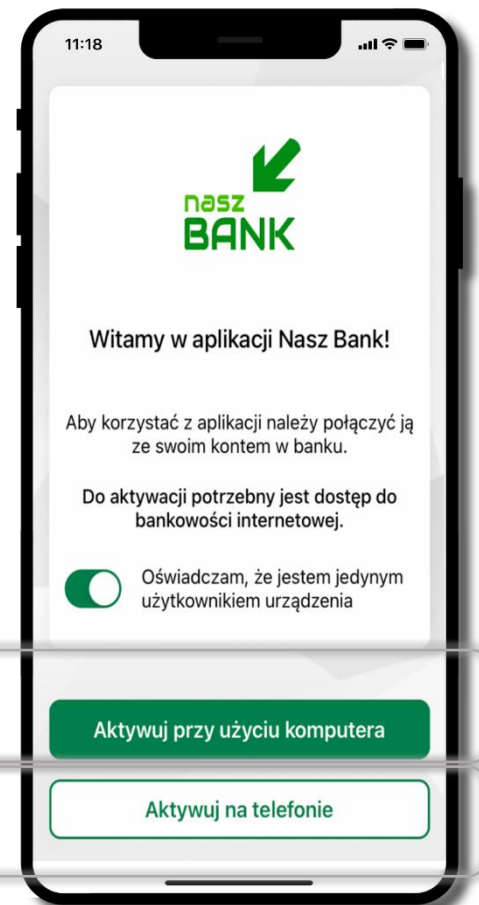 11:18
nasz
BANK
Witamy w aplikacji Nasz Bank!
Aby korzystać z aplikacji należy połączyć ją
ze swoim kontem w banku.
Do aktywacji potrzebny jest dostęp do
bankowości internetowej.
Oświadczam, że jestem jedynym
użytkownikiem urządzenia
Aktywuj przy użyciu komputera
Aktywuj na telefonie